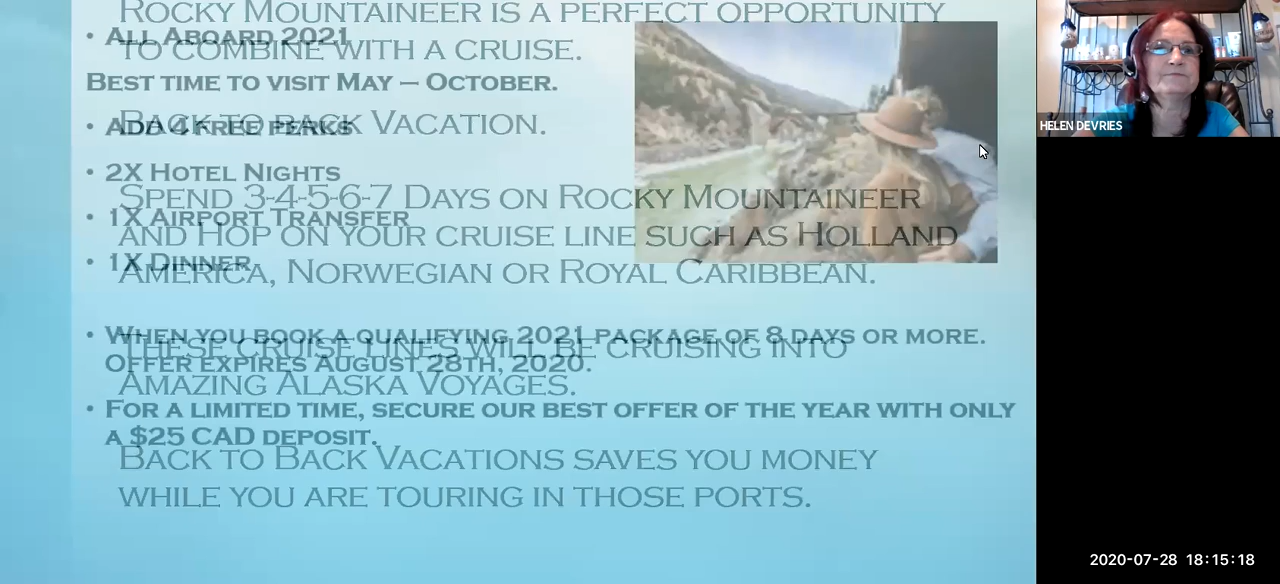 Rocky Mountaineer is a perfect opportunity
to combine with a cruise.
Back to back Vacation.
Spend 3-4-5-6-7 Days on Rocky Mountaineer
and Hop on your cruise line such as Holland
America, Norwegian or Royal Caribbean.
These cruise lines will be cruising into
Amazing Alaska Voyages.
Back to Back Vacations saves you money
while you are touring in those ports.
• All Aboard 2021
Best time to visit May – October.
• Add 4 free perks
• 2X Hotel Nights
• 1X Airport Transfer
• 1X Dinner
• When you book a qualifying 2021 package of 8 days or more.
Offer expires August 28th, 2020.
• For a limited time, secure our best offer of the year with only
a $25 CAD deposit.
HELEN DEVRIES
2020-07-28 18:15:18